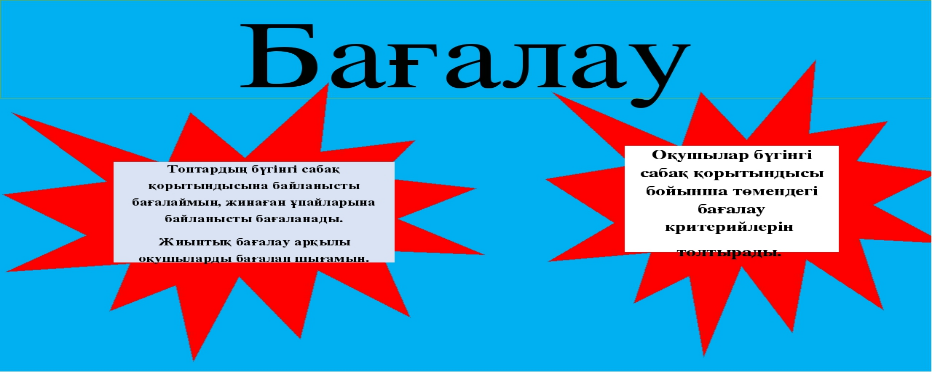 Бағалау
Топтардың бүгінгі сабақ
қорытындысына байланысты
бағалаймын, жинаған ұпайларына
байланысты бағаланады.
Жиынтық бағалау арқылы
оқушыларды бағалап шығамын.
Оқушылар бүгінгі
сабақ қорытындысы
бойынша төмендегі
бағалау
критерийлерін
толтырады.